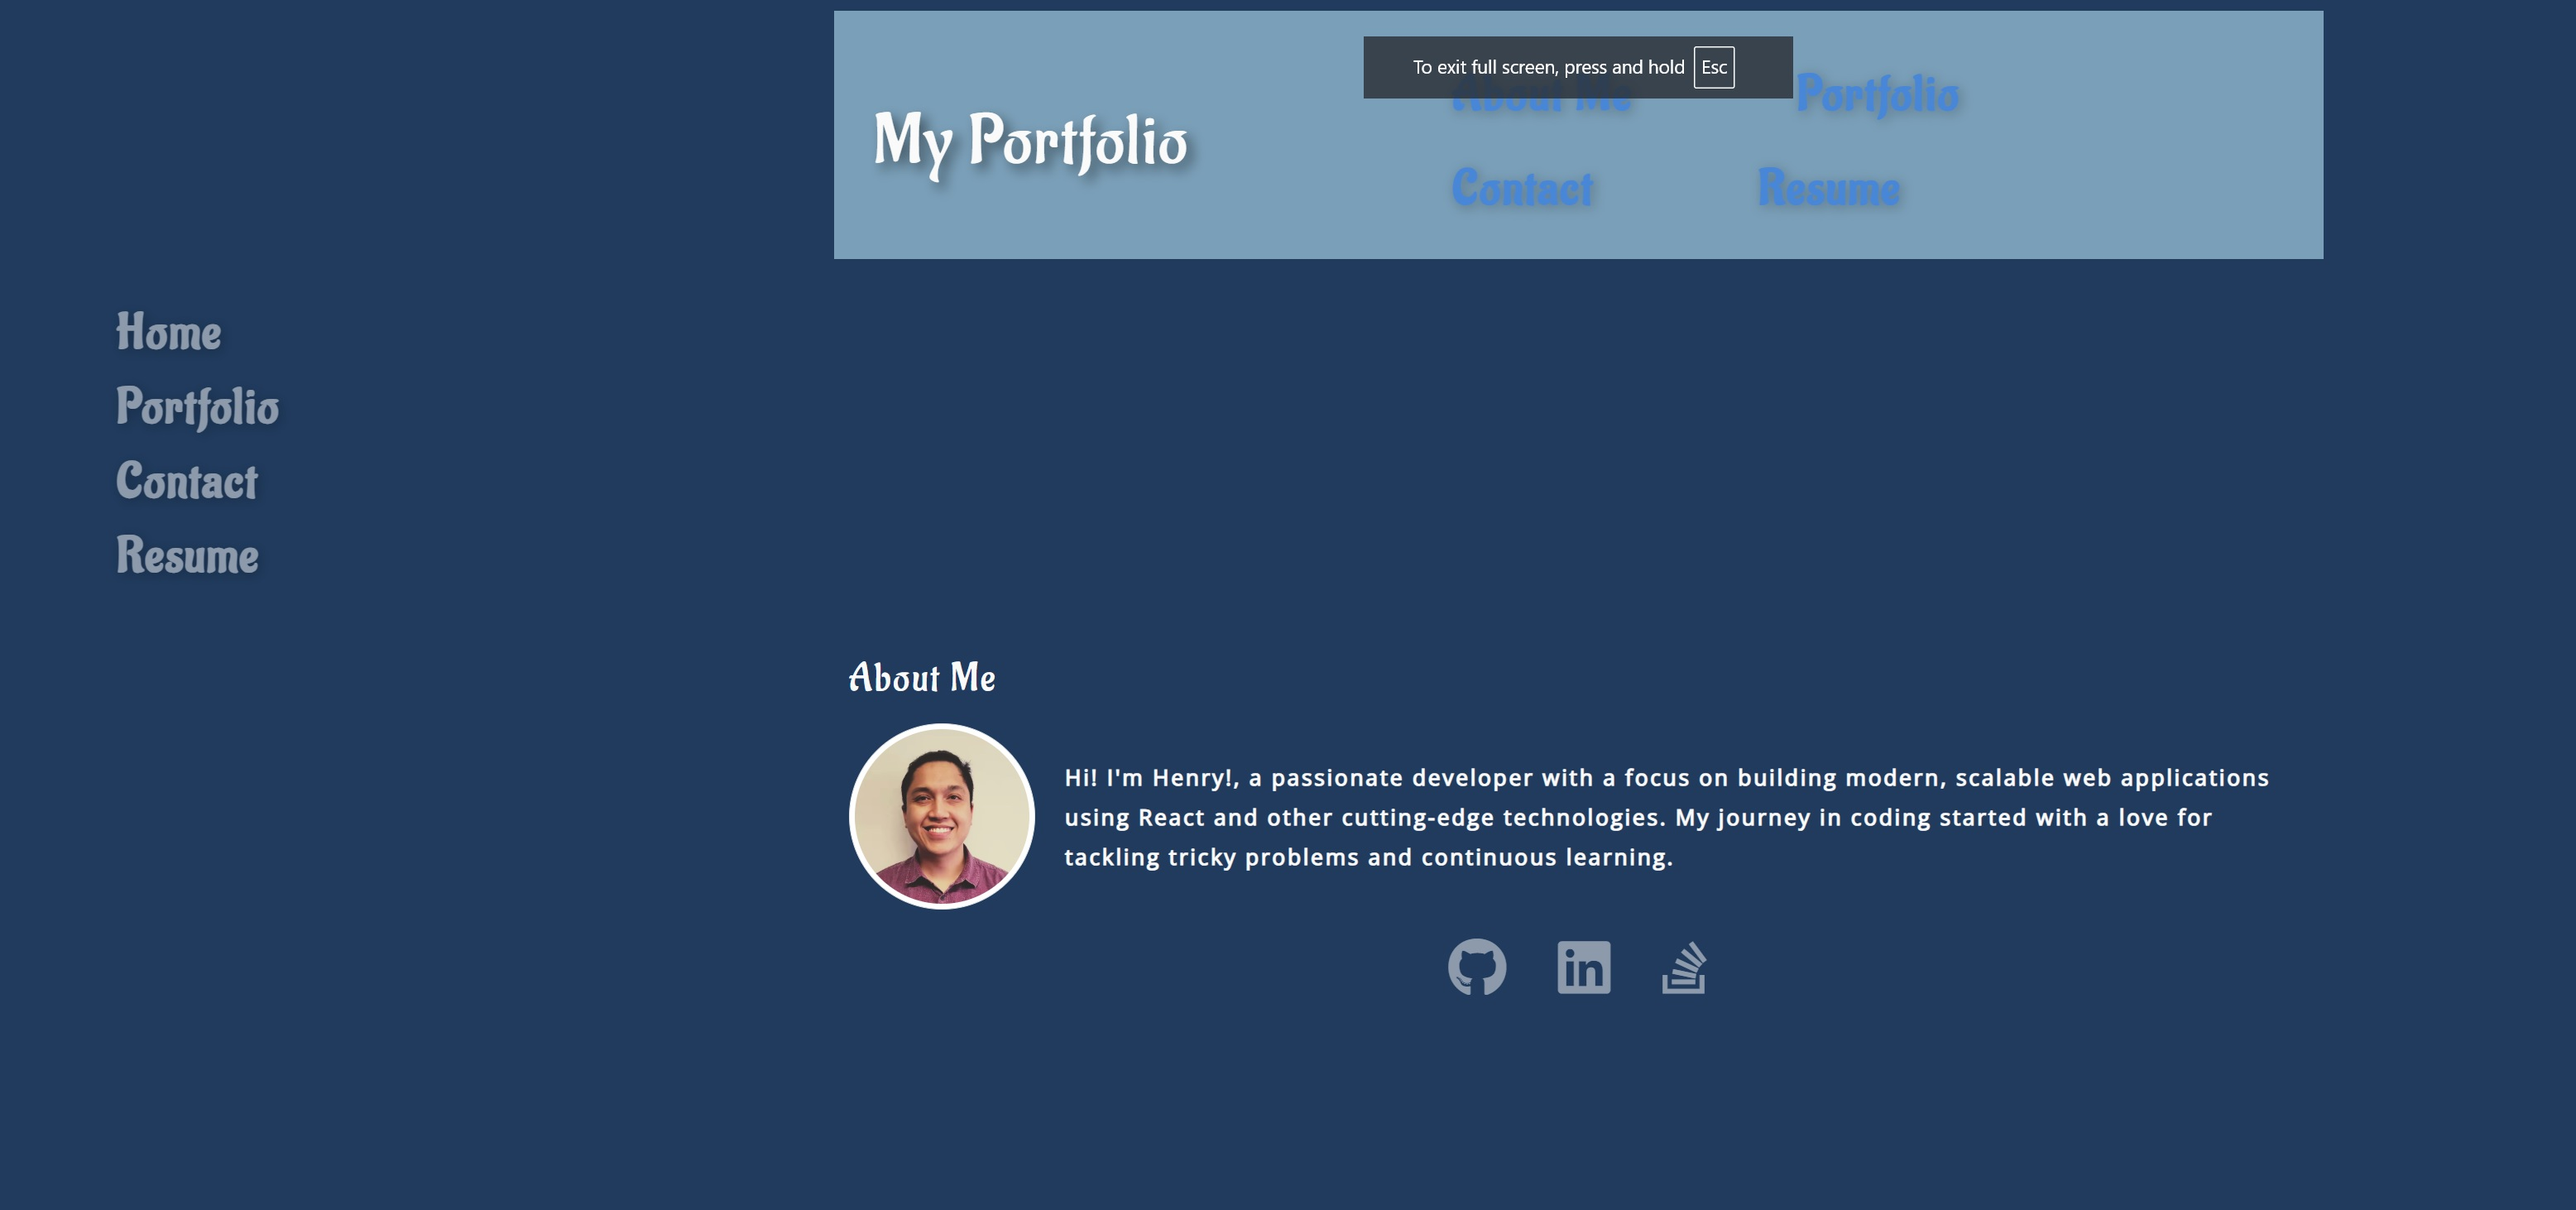 To exit full screen, press and hold Esc
About Me
Portfolio
My Portfolio
Contact
Resume
Home
Portfolio
Contact
Resume
About Me
Hi! I'm Henry!, a passionate developer with a focus on building modern, scalable web applications
using React and other cutting-edge technologies. My journey in coding started with a love for
tackling tricky problems and continuous learning.
in